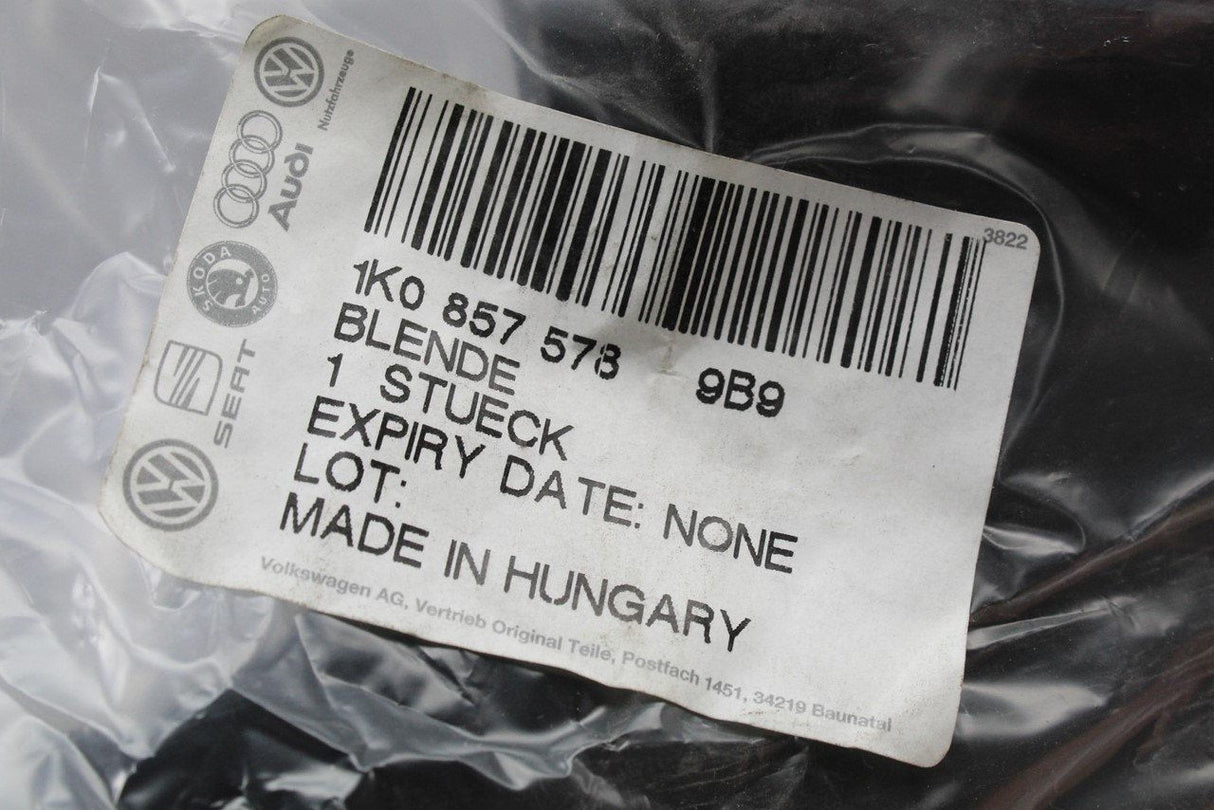 Nutzfahrzeuge
Audi
ŠKODA AUTO
SEAT
3822
1K0 857 578 9B9
BLENDE
1 STUECK
EXPIRY DATE: NONE
LOT:
MADE IN HUNGARY
Volkswagen AG, Vertrieb Original Teile, Postfach 1451, 34219 Baunatal